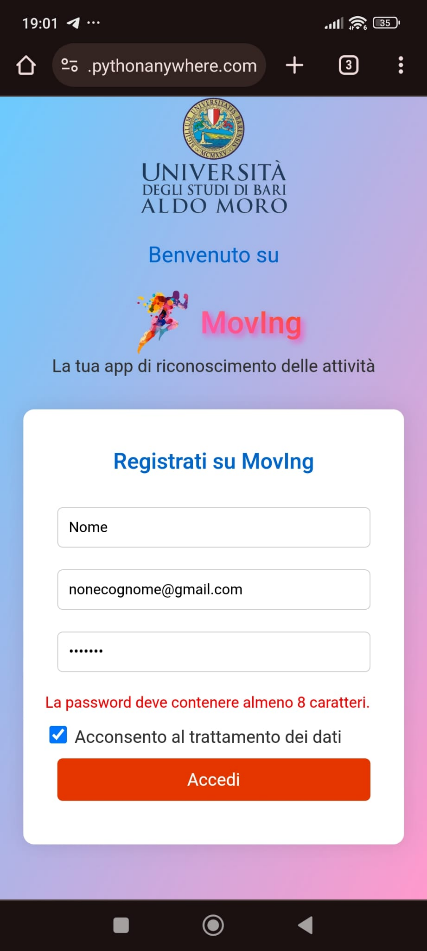 19:01
35
.pythonanywhere.com
3
UNIVERSITÀ
DEGLI STUDI DI BARI
ALDO MORO
Benvenuto su
MovIng
La tua app di riconoscimento delle attività
Registrati su MovIng
Nome
nonecognome@gmail.com
•••••••
La password deve contenere almeno 8 caratteri.
Acconsento al trattamento dei dati
Accedi